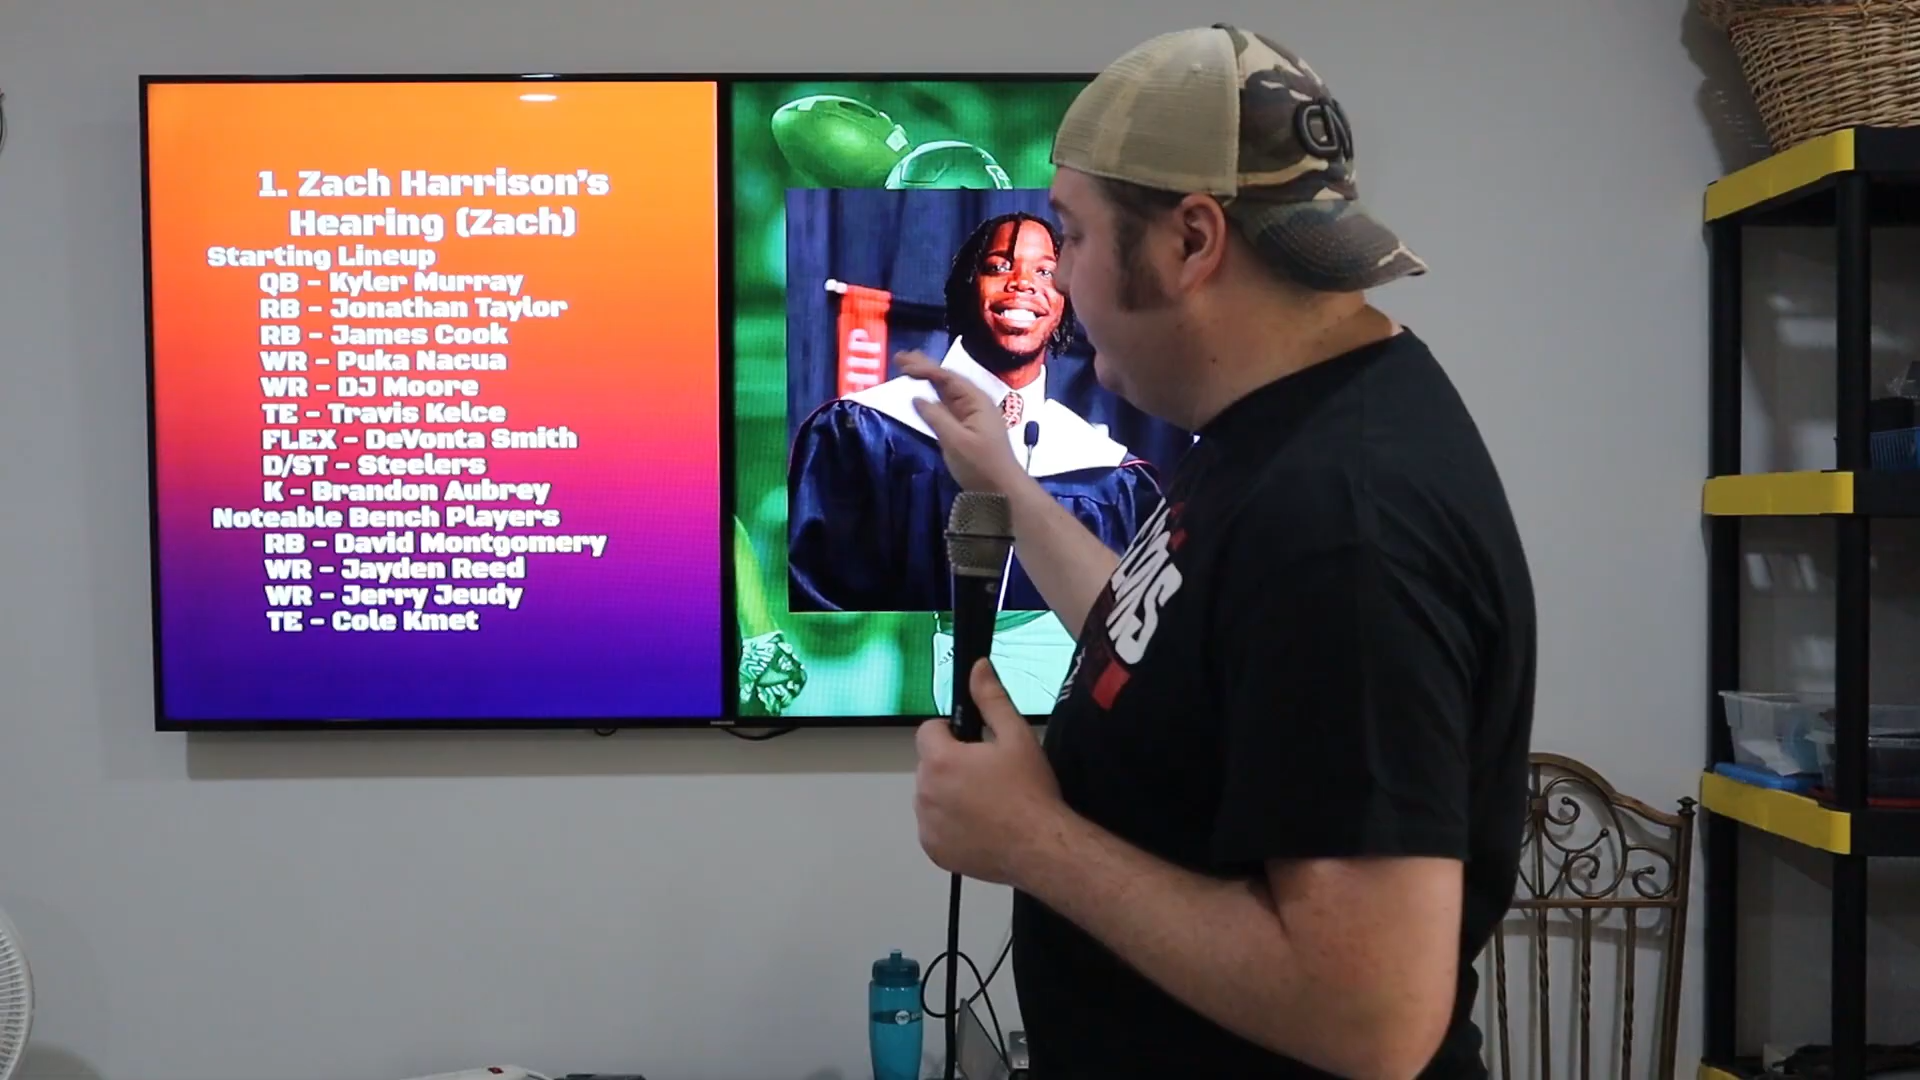 1. Zach Harrison's
Hearing (Zach)
Starting Lineup
QB - Kyler Murray
RB - Jonathan Taylor
RB - James Cook
WR - Puka Nacua
WR - DJ Moore
TE - Travis Kelce
FLEX - DeVonta Smith
D/ST - Steelers
K - Brandon Aubrey
Noteable Bench Players
RB - David Montgomery
WR - Jayden Reed
WR - Jerry Jeudy
TE - Cole Kmet
HIP